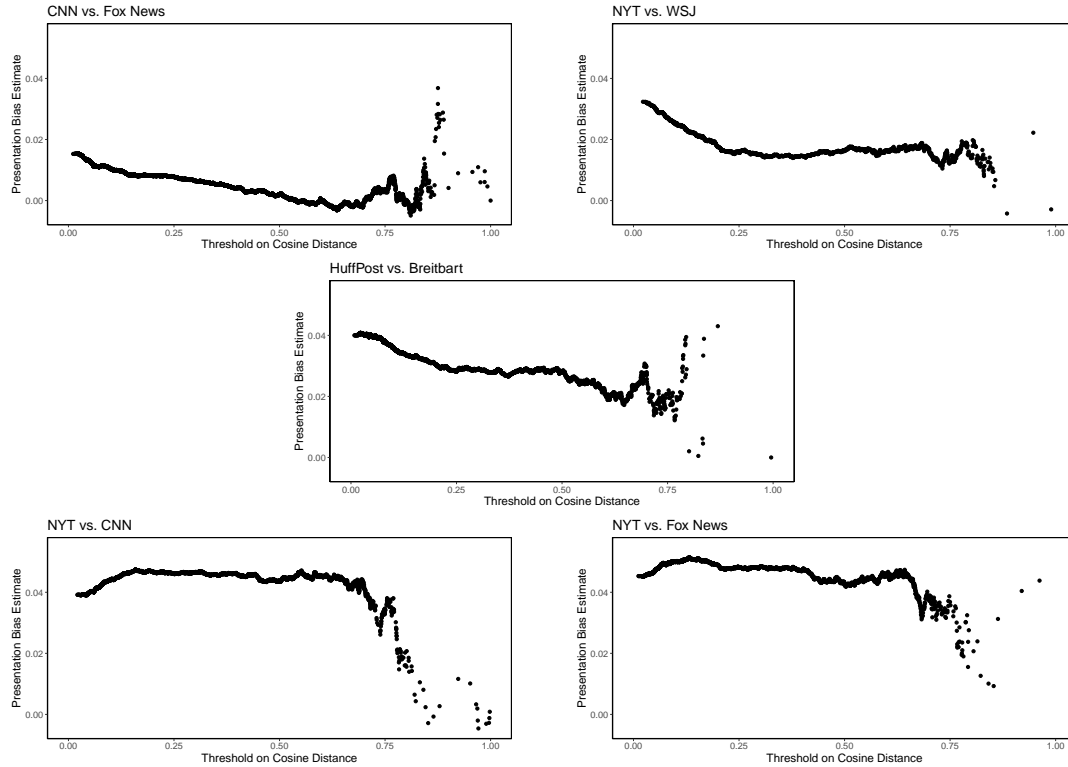 CNN vs. Fox News
Presentation Bias Estimate
0.04
0.02
0.00
0.00 0.25 0.50 0.75 1.00
Threshold on Cosine Distance
NYT vs. WSJ
Presentation Bias Estimate
0.04
0.02
0.00
0.00 0.25 0.50 0.75 1.00
Threshold on Cosine Distance
HuffPost vs. Breitbart
Presentation Bias Estimate
0.04
0.02
0.00
0.00 0.25 0.50 0.75 1.00
Threshold on Cosine Distance
NYT vs. CNN
Presentation Bias Estimate
0.04
0.02
0.00
0.00 0.25 0.50 0.75 1.00
Threshold on Cosine Distance
NYT vs. Fox News
Presentation Bias Estimate
0.04
0.02
0.00
0.00 0.25 0.50 0.75 1.00
Threshold on Cosine Distance